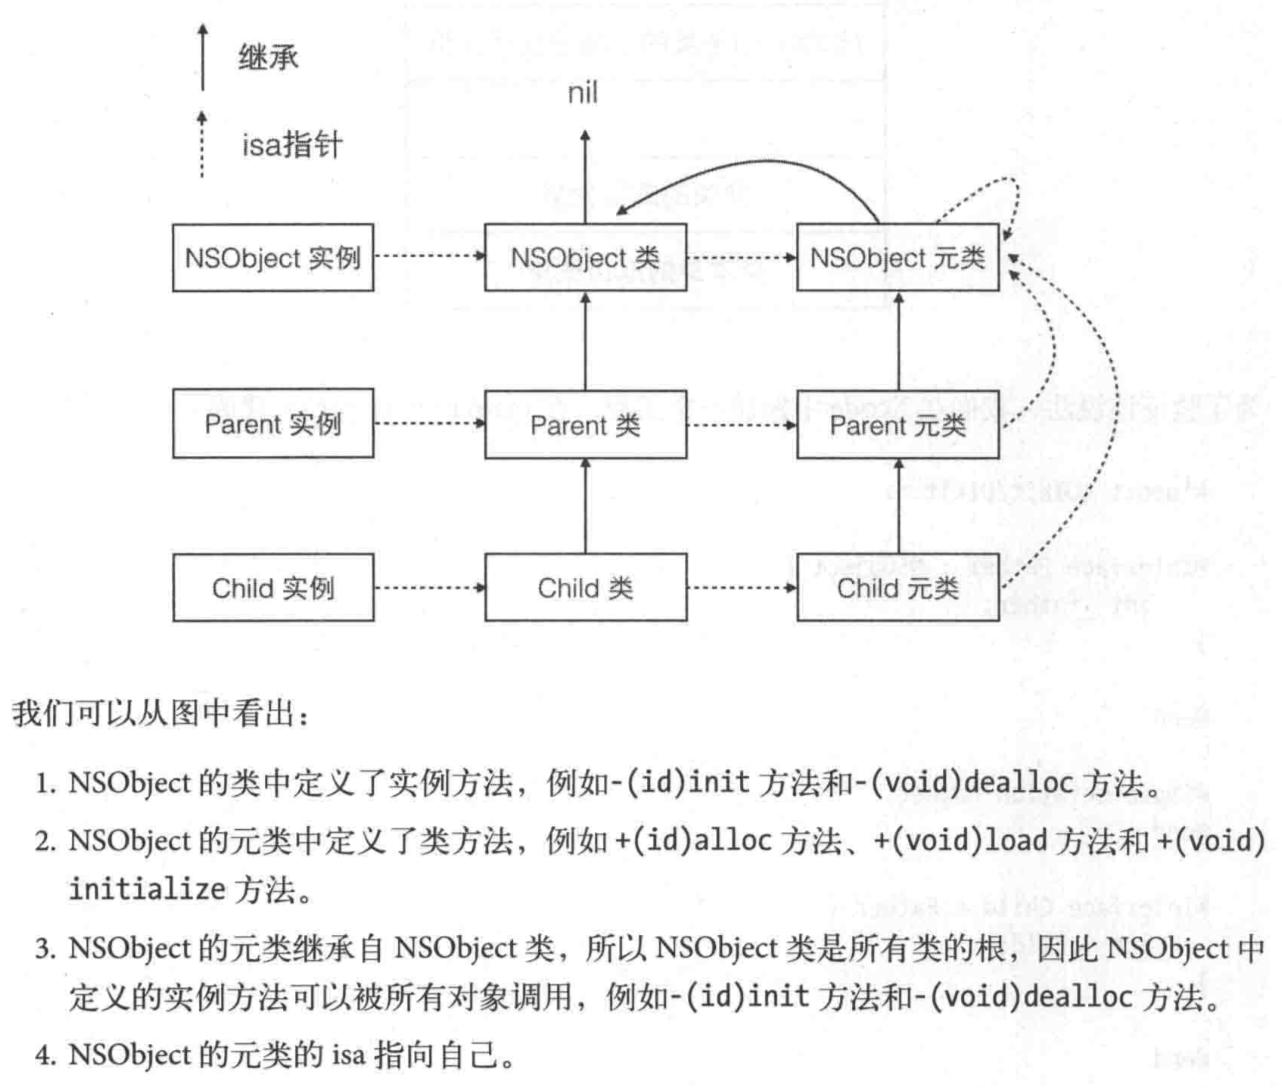 继承
nil
isa指针
NSObject 实例
NSObject 类
NSObject 元类
Parent 实例
Parent 类
Parent 元类
Child 实例
Child 类
Child 元类
我们可以从图中看出：
1. NSObject 的类中定义了实例方法，例如-(id)init 方法和-(void)dealloc 方法。
2. NSObject 的元类中定义了类方法，例如+(id)alloc 方法、+(void)load 方法和+(void)
initialize 方法。
3. NSObject 的元类继承自 NSObject 类，所以 NSObject 类是所有类的根，因此 NSObject 中
定义的实例方法可以被所有对象调用，例如-(id)init 方法和-(void)dealloc 方法。
4. NSObject 的元类的 isa 指向自己。